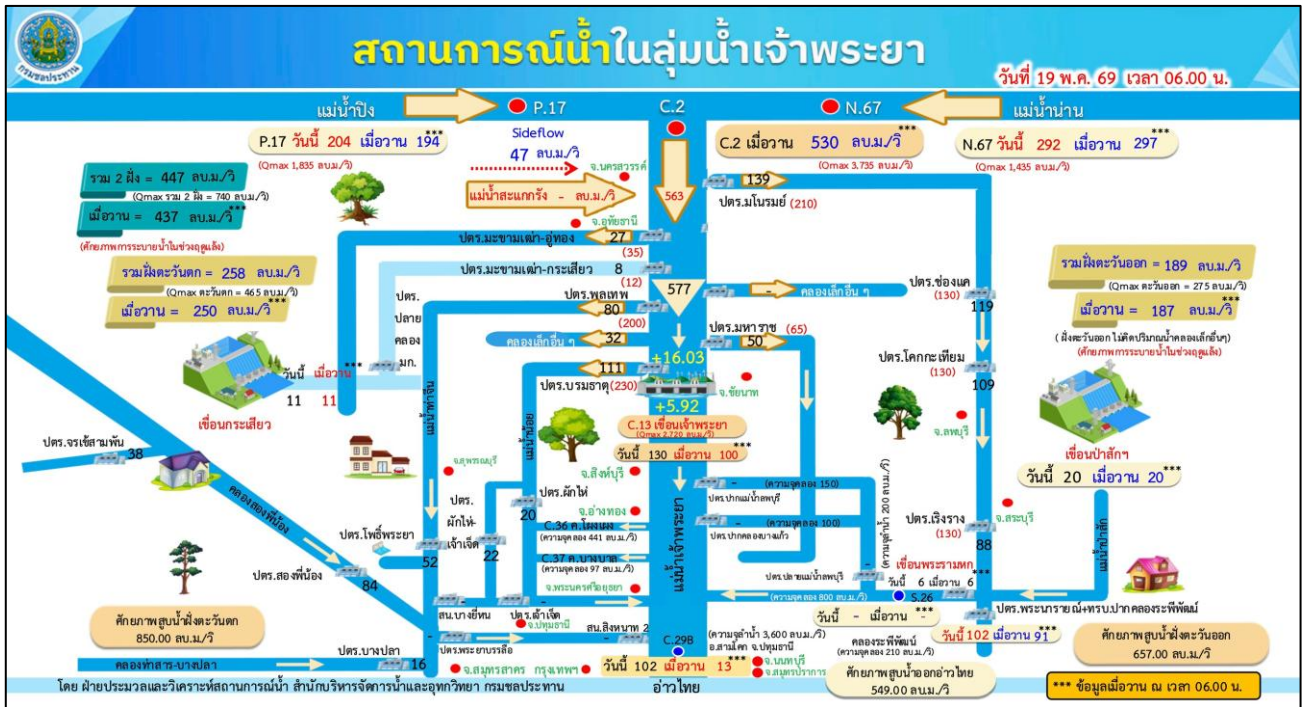 กรมชลประทาน
สถานการณ์น้ำในลุ่มน้ำเจ้าพระยา
วันที่ 19 พ.ค. 69 เวลา 06.00 น.
แม่น้ำปิง
P.17
C.2
N.67
แม่น้ำน่าน
P.17 วันนี้ 204 เมื่อวาน 194***
(Qmax 1,835 ลบ.ม./วิ)
Sideflow
47 ลบ.ม./วิ
จ.นครสวรรค์
C.2 เมื่อวาน 530 ลบ.ม./วิ***
(Qmax 3,735 ลบ.ม./วิ)
N.67 วันนี้ 292 เมื่อวาน 297***
(Qmax 1,435 ลบ.ม./วิ)
รวม 2 ฝั่ง = 447 ลบ.ม./วิ
(Qmax รวม 2 ฝั่ง = 740 ลบ.ม./วิ)
เมื่อวาน = 437 ลบ.ม./วิ***
(ศักยภาพการระบายน้ำในช่วงฤดูแล้ง)
แม่น้ำสะแกกรัง - ลบ.ม./วิ
563
139
ปตร.มโนรมย์ (210)
จ.อุทัยธานี
ปตร.มะขามเฒ่า-อู่ทอง 27
(35)
ปตร.มะขามเฒ่า-กระเสียว 8
(12)
รวมฝั่งตะวันตก = 258 ลบ.ม./วิ
(Qmax ตะวันตก = 465 ลบ.ม./วิ)
เมื่อวาน = 250 ลบ.ม./วิ***
รวมฝั่งตะวันออก = 189 ลบ.ม./วิ
(Qmax ตะวันออก = 275 ลบ.ม./วิ)
เมื่อวาน = 187 ลบ.ม./วิ***
( ฝั่งตะวันออก ไม่คิดปริมาณน้ำคลองเล็กอื่นๆ)
(ศักยภาพการระบายน้ำในช่วงฤดูแล้ง)
ปตร.
ปลาย
คลอง
มก.
577
-
คลองเล็กอื่น ๆ
ปตร.ช่องแค
(130)
119
ปตร.พลเทพ
80
(200)
คลองเล็กอื่น ๆ 32
ปตร.มหาราช (65)
50
+16.03
111
ปตร.บรมธาตุ (230)
+5.92
จ.ชัยนาท
ปตร.โคกกะเทียม
(130)
109
วันนี้ เมื่อวาน***
11 11
เขื่อนกระเสียว
แม่น้ำท่าจีน
แม่น้ำน้อย
C.13 เขื่อนเจ้าพระยา
(Qmax 2,720 ลบ.ม./วิ)
วันนี้ 130 เมื่อวาน 100***
จ.ลพบุรี
เขื่อนป่าสักฯ
วันนี้ 20 เมื่อวาน 20***
ปตร.จรเข้สามพัน
38
คลองสองพี่น้อง
จ.สุพรรณบุรี
จ.สิงห์บุรี
- (ความจุคลอง 150)
ปตร.ปากแม่น้ำลพบุรี
(ความจุลำน้ำ 200 ลบ.ม./วิ)
ปตร.
ผักไห่-
เจ้าเจ็ด
22
ปตร.ผักไห่
20
จ.อ่างทอง
C.36 ค.โผงเผง
(ความจุคลอง 441 ลบ.ม./วิ)
แม่น้ำเจ้าพระยา
- (ความจุคลอง 100)
ปตร.ปากคลองบางแก้ว
ปตร.เริงราง
(130)
88
จ.สระบุรี
แม่น้ำป่าสัก
ปตร.โพธิ์พระยา
52
C.37 ค.บางบาล
(ความจุคลอง 97 ลบ.ม./วิ)
ปตร.ปลายแม่น้ำลพบุรี
-
เขื่อนพระรามหก
วันนี้ 6 เมื่อวาน 6***
ปตร.สองพี่น้อง
84
จ.พระนครศรีอยุธยา
(ความจุคลอง 800 ลบ.ม./วิ)
S.26
วันนี้ - เมื่อวาน -***
ปตร.พระนารายณ์+ทรบ.ปากคลองระพีพัฒน์
วันนี้ 102 เมื่อวาน 91***
คลองระพีพัฒน์
(ความจุคลอง 210 ลบ.ม./วิ)
สน.บางยี่หน
ปตร.เจ้าเจ็ด
จ.ปทุมธานี
ปตร.พระยาบรรลือ
สน.สิงหนาท 2
-
C.29B
(ความจุลำน้ำ 3,600 ลบ.ม./วิ)
อ.สามโคก จ.ปทุมธานี
วันนี้ 102 เมื่อวาน 13***
จ.นนทบุรี
จ.สมุทรปราการ
ศักยภาพสูบน้ำฝั่งตะวันตก
850.00 ลบ.ม./วิ
ศักยภาพสูบน้ำฝั่งตะวันออก
657.00 ลบ.ม./วิ
ศักยภาพสูบน้ำออกอ่าวไทย
549.00 ลบ.ม./วิ
คลองท่าสาร-บางปลา
ปตร.บางปลา
16
จ.สมุทรสาคร กรุงเทพฯ
อ่าวไทย
โดย ฝ่ายประมวลและวิเคราะห์สถานการณ์น้ำ สำนักบริหารจัดการน้ำและอุทกวิทยา กรมชลประทาน
*** ข้อมูลเมื่อวาน ณ เวลา 06.00 น.